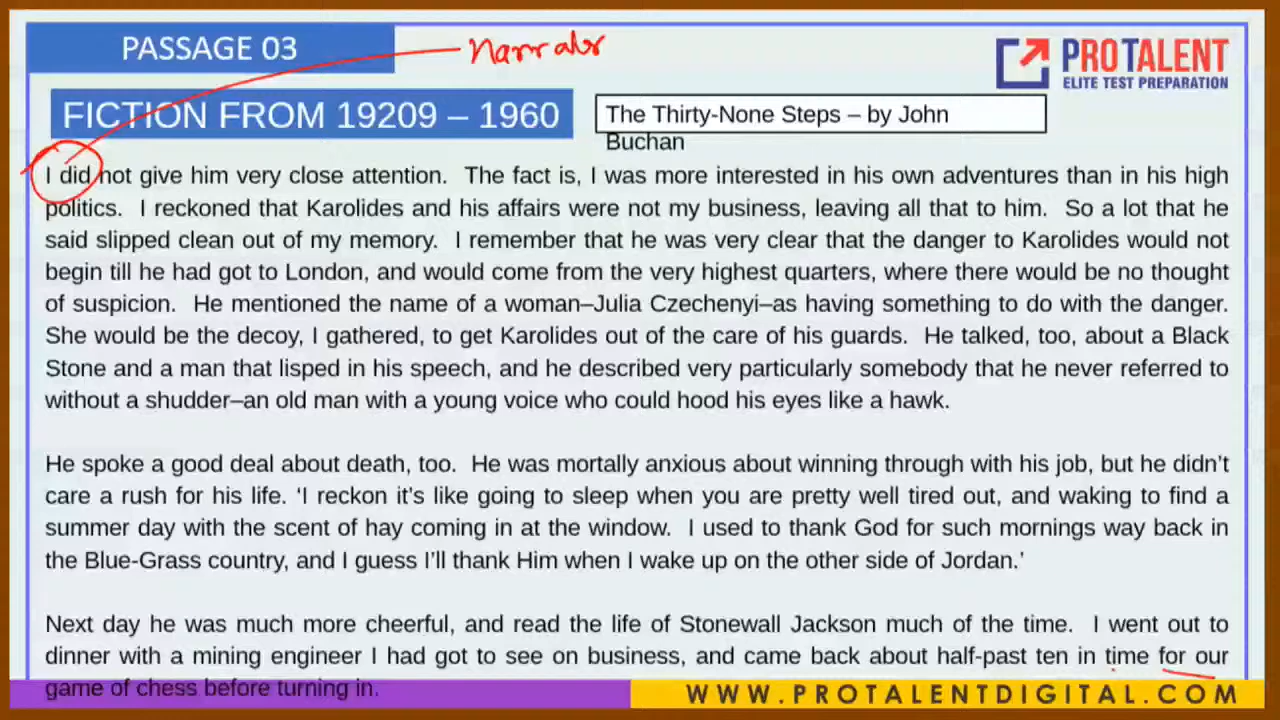 PASSAGE 03
Narrator
PROTALENT
ELITE TEST PREPARATION
FICTION FROM 19209 – 1960
The Thirty-None Steps – by John
Buchan
I did not give him very close attention.  The fact is, I was more interested in his own adventures than in his high
politics.  I reckoned that Karolides and his affairs were not my business, leaving all that to him.  So a lot that he
said slipped clean out of my memory.  I remember that he was very clear that the danger to Karolides would not
begin till he had got to London, and would come from the very highest quarters, where there would be no thought
of suspicion.  He mentioned the name of a woman–Julia Czechenyi–as having something to do with the danger.
She would be the decoy, I gathered, to get Karolides out of the care of his guards.  He talked, too, about a Black
Stone and a man that lisped in his speech, and he described very particularly somebody that he never referred to
without a shudder–an old man with a young voice who could hood his eyes like a hawk.
He spoke a good deal about death, too.  He was mortally anxious about winning through with his job, but he didn't
care a rush for his life. ‘I reckon it's like going to sleep when you are pretty well tired out, and waking to find a
summer day with the scent of hay coming in at the window.  I used to thank God for such mornings way back in
the Blue-Grass country, and I guess I'll thank Him when I wake up on the other side of Jordan.’
Next day he was much more cheerful, and read the life of Stonewall Jackson much of the time.  I went out to
dinner with a mining engineer I had got to see on business, and came back about half-past ten in time for our
game of chess before turning in.
WWW.PROTALENTDIGITAL.COM